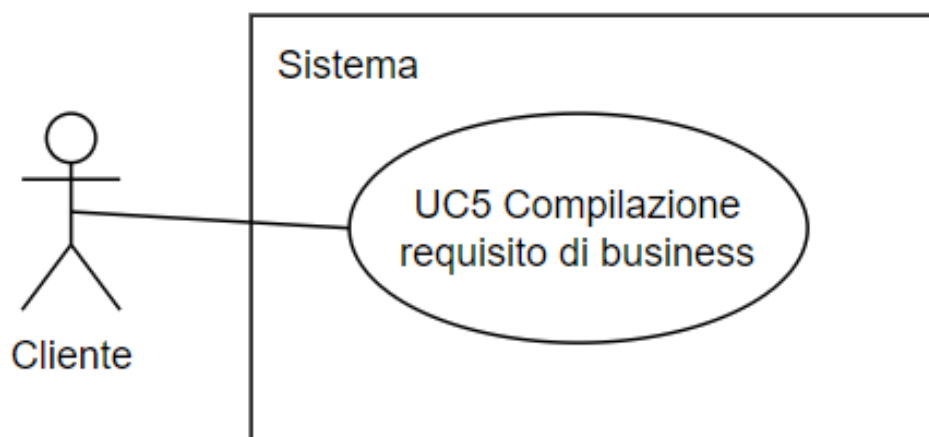 Sistema
UC5 Compilazione
requisito di business
Cliente